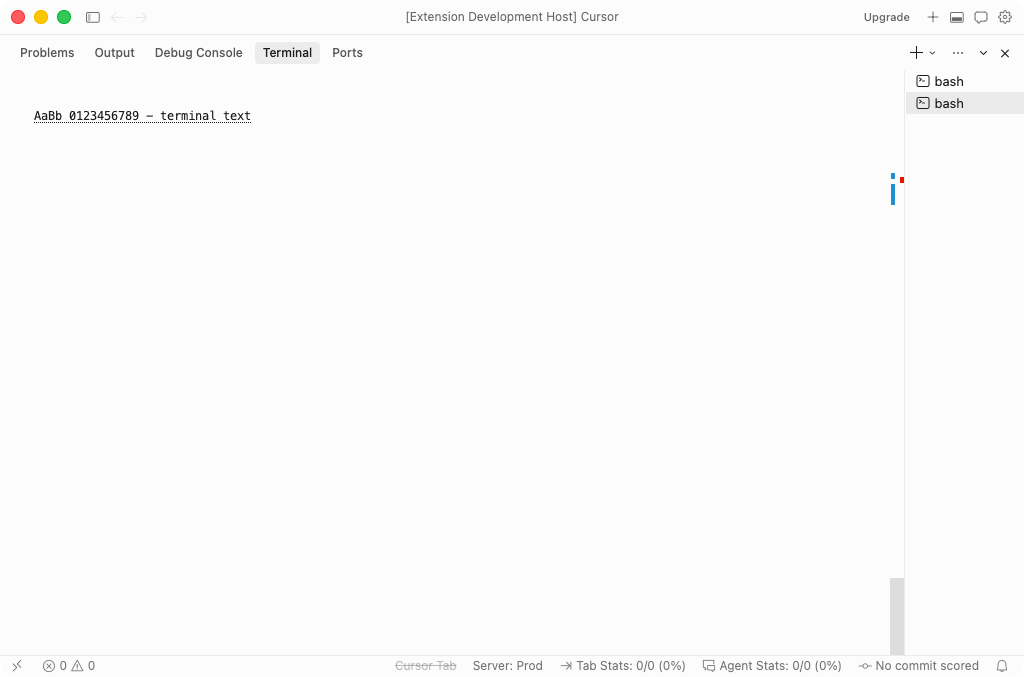 [Extension Development Host] Cursor
Upgrade
Problems Output Debug Console Terminal Ports
bash
bash
AaBb 0123456789 — terminal text
0 0 Cursor Tab Server: Prod Tab Stats: 0/0 (0%) Agent Stats: 0/0 (0%) No commit scored